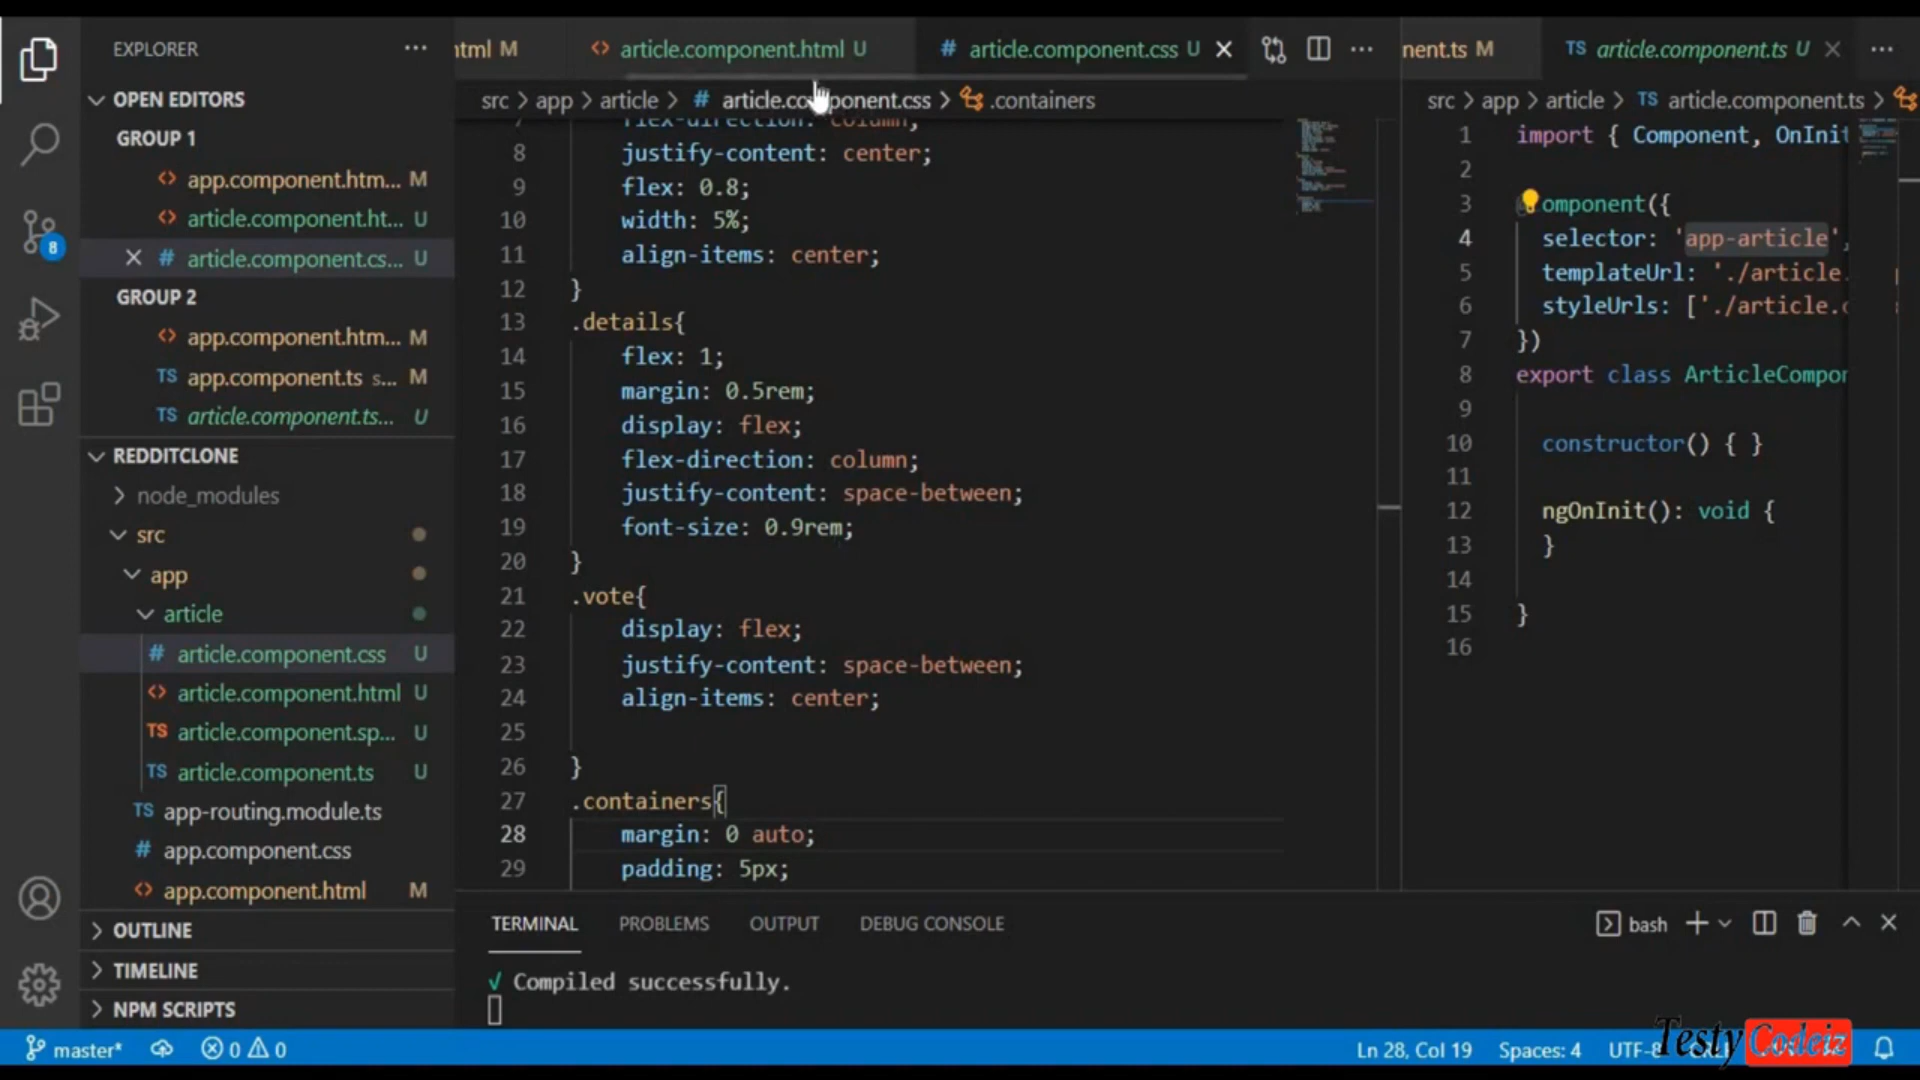 EXPLORER
OPEN EDITORS
GROUP 1
app.component.htm... M
article.component.ht... U
article.component.cs... U
GROUP 2
app.component.htm... M
TS app.component.ts s... M
TS article.component.ts... U
REDDITCLONE
node_modules
src
app
article
# article.component.css U
article.component.html U
TS article.component.sp... U
TS article.component.ts U
TS app-routing.module.ts
# app.component.css
app.component.html M
OUTLINE
TIMELINE
NPM SCRIPTS
8
html M
article.component.html U
# article.component.css U
src > app > article > # article.component.css > .containers
flex-direction: column;
8 justify-content: center;
9 flex: 0.8;
10 width: 5%;
11 align-items: center;
12 }
13 .details{
14 flex: 1;
15 margin: 0.5rem;
16 display: flex;
17 flex-direction: column;
18 justify-content: space-between;
19 font-size: 0.9rem;
20 }
21 .vote{
22 display: flex;
23 justify-content: space-between;
24 align-items: center;
25
26 }
27 .containers{
28 margin: 0 auto;
29 padding: 5px;
nent.ts M
TS article.component.ts U
src > app > article > TS article.component.ts >
1 import { Component, OnInit
2
3 omponent({
4 selector: 'app-article',
5 templateUrl: './article.
6 styleUrls: ['./article.c
7 })
8 export class ArticleCompon
9
10 constructor() { }
11
12 ngOnInit(): void {
13 }
14
15 }
16
TERMINAL PROBLEMS OUTPUT DEBUG CONSOLE
bash
√ Compiled successfully.
master* 0 0
Ln 28, Col 19 Spaces: 4 UTF-8
Testy Codeiz